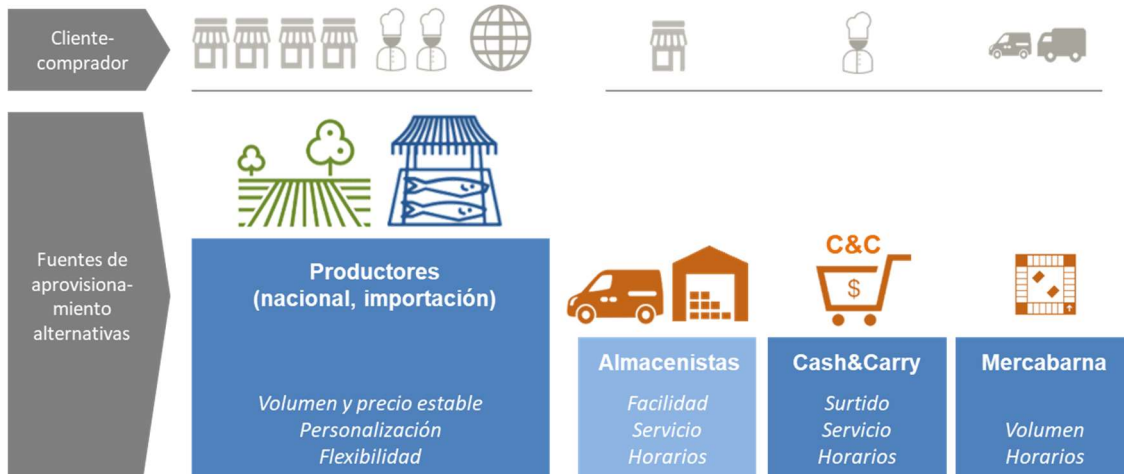 Cliente-
comprador
Fuentes de
aprovisiona-
miento
alternativas
Productores
(nacional, importación)
Volumen y precio estable
Personalización
Flexibilidad
Almacenistas
Facilidad
Servicio
Horarios
C&C
$
Cash&Carry
Surtido
Servicio
Horarios
Mercabarna
Volumen
Horarios